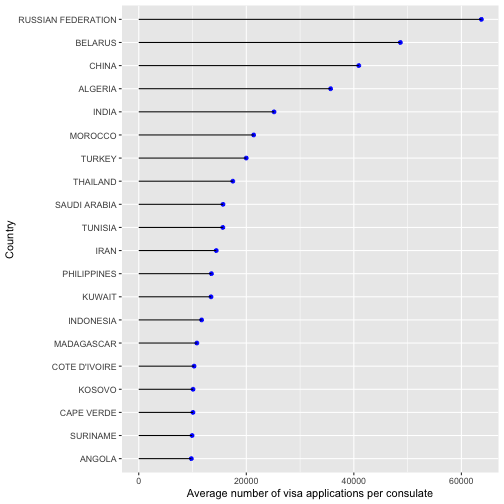 RUSSIAN FEDERATION
BELARUS
CHINA
ALGERIA
INDIA
MOROCCO
TURKEY
THAILAND
SAUDI ARABIA
TUNISIA
IRAN
PHILIPPINES
KUWAIT
INDONESIA
MADAGASCAR
COTE D'IVOIRE
KOSOVO
CAPE VERDE
SURINAME
ANGOLA
Country
0 20000 40000 60000
Average number of visa applications per consulate